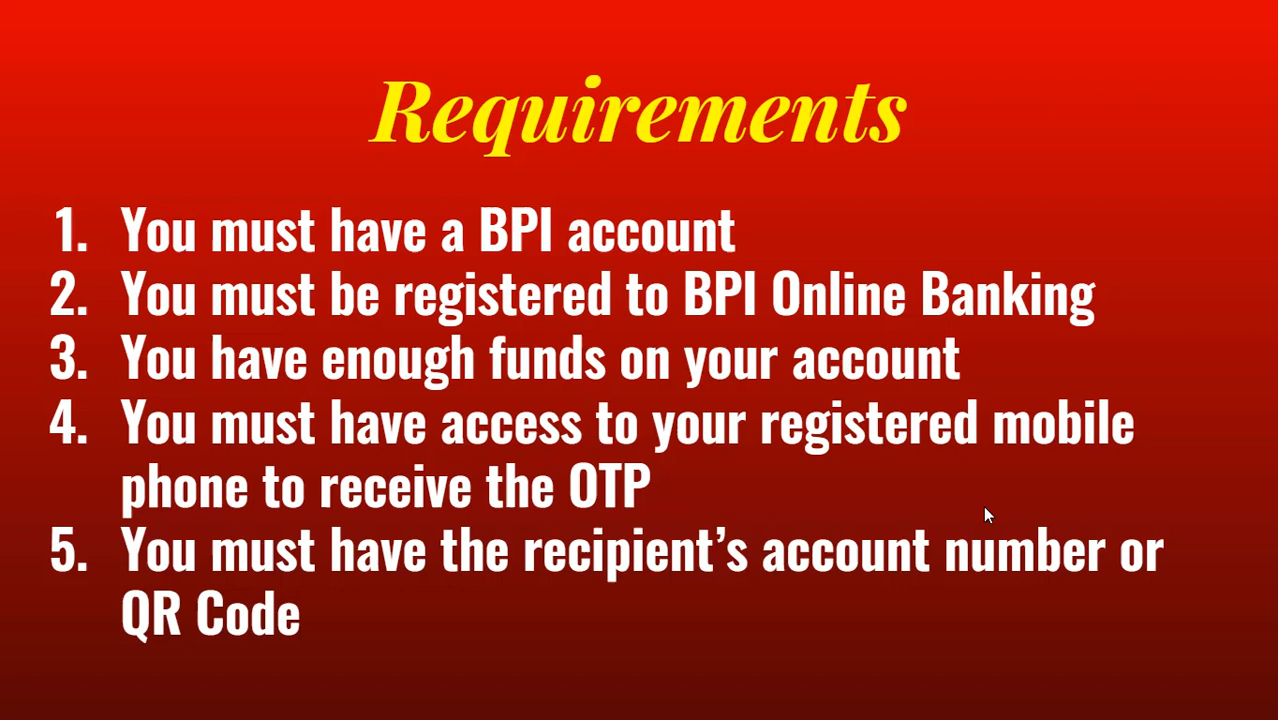 Requirements
1. You must have a BPI account
2. You must be registered to BPI Online Banking
3. You have enough funds on your account
4. You must have access to your registered mobile
phone to receive the OTP
5. You must have the recipient’s account number or
QR Code